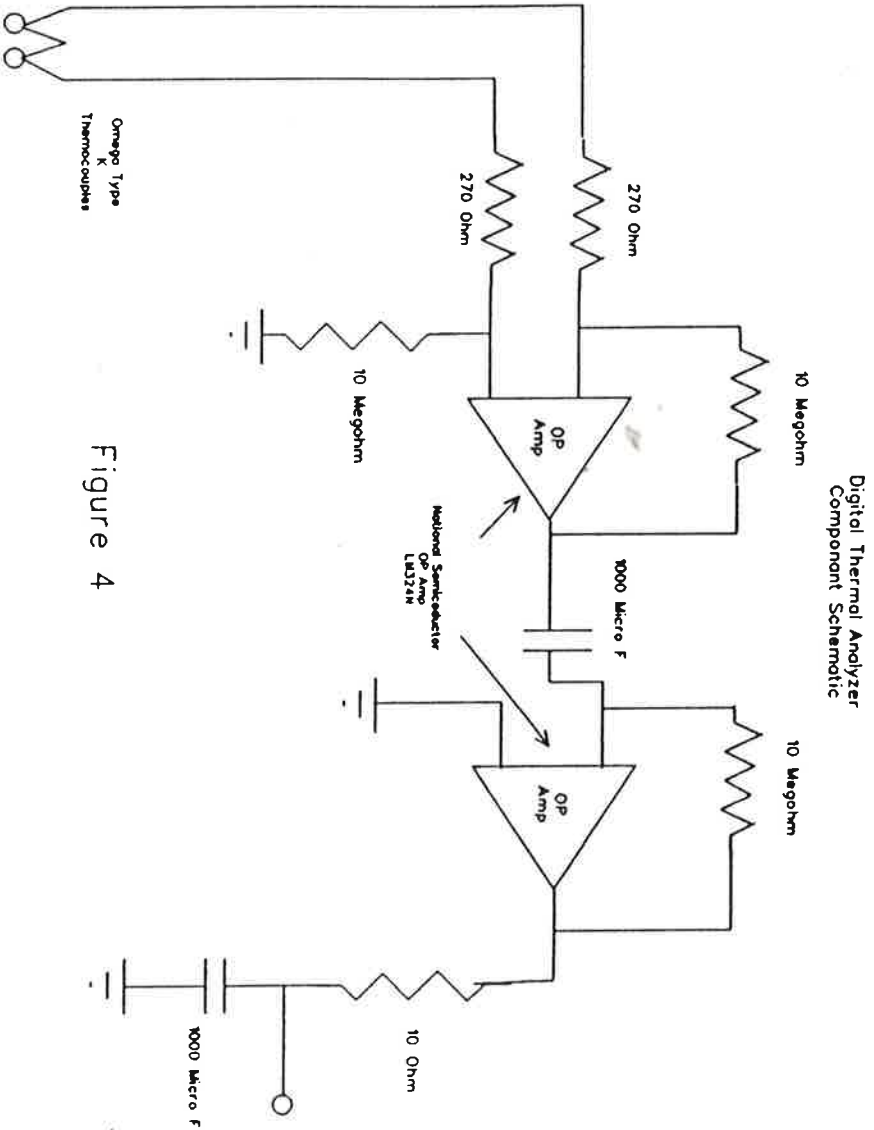 Digital Thermal Analyzer
Componant Schematic
10 Megohm
10 Megohm
270 Ohm
270 Ohm
OP
Amp
1000 Micro F
OP
Amp
10 Megohm
National Semiceductor
OP Amp
LM324N
10 Ohm
1000 Micro F
Omega Type
K
Thermocouples
Figure 4